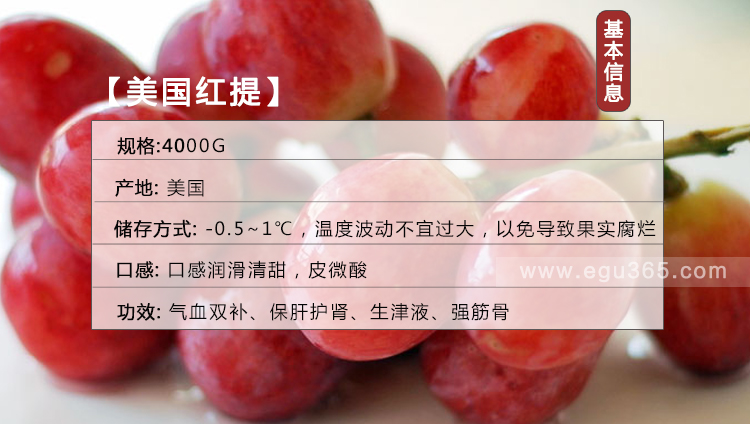 基本信息
【美国红提】
规格:4000G
产地: 美国
储存方式: -0.5~1℃，温度波动不宜过大，以免导致果实腐烂
口感: 口感润滑清甜，皮微酸
www.egu365.com
功效: 气血双补、保肝护肾、生津液、强筋骨